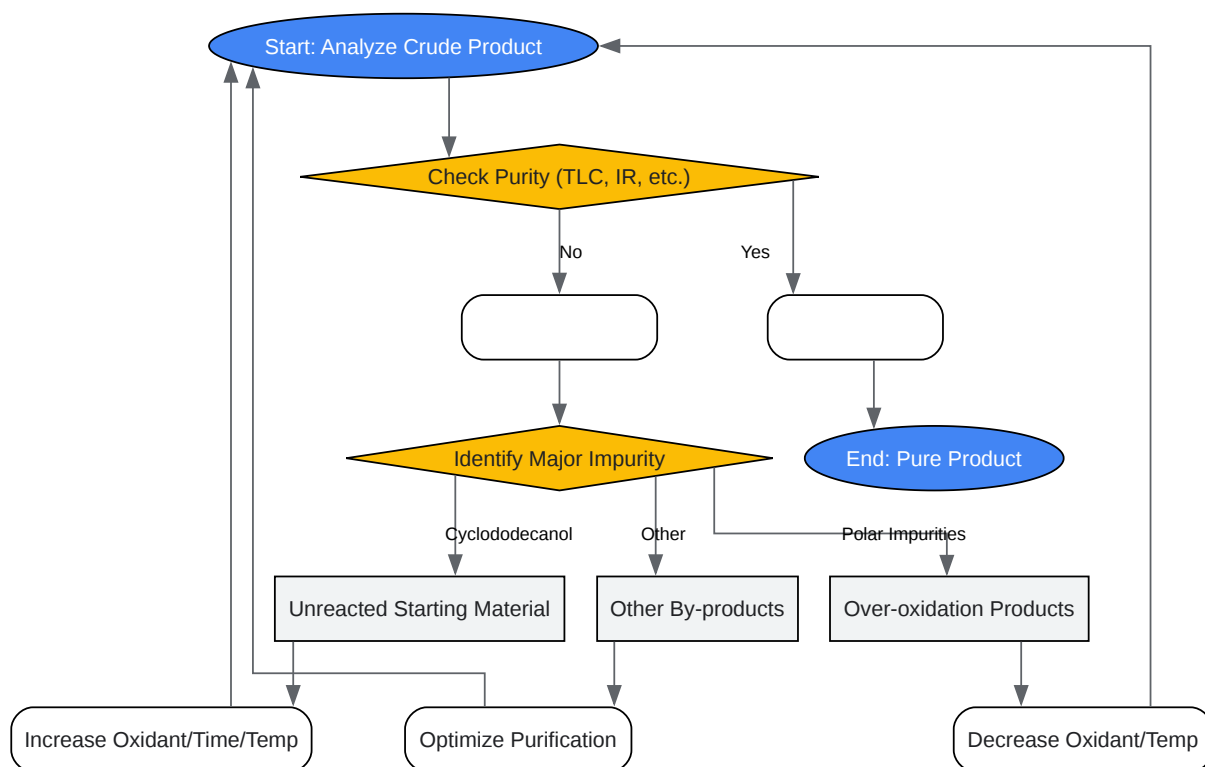 Start: Analyze Crude Product
Check Purity (TLC, IR, etc.)
No
Yes
Identify Major Impurity
End: Pure Product
Cyclododecanol
Other
Polar Impurities
Unreacted Starting Material
Other By-products
Over-oxidation Products
Increase Oxidant/Time/Temp
Optimize Purification
Decrease Oxidant/Temp